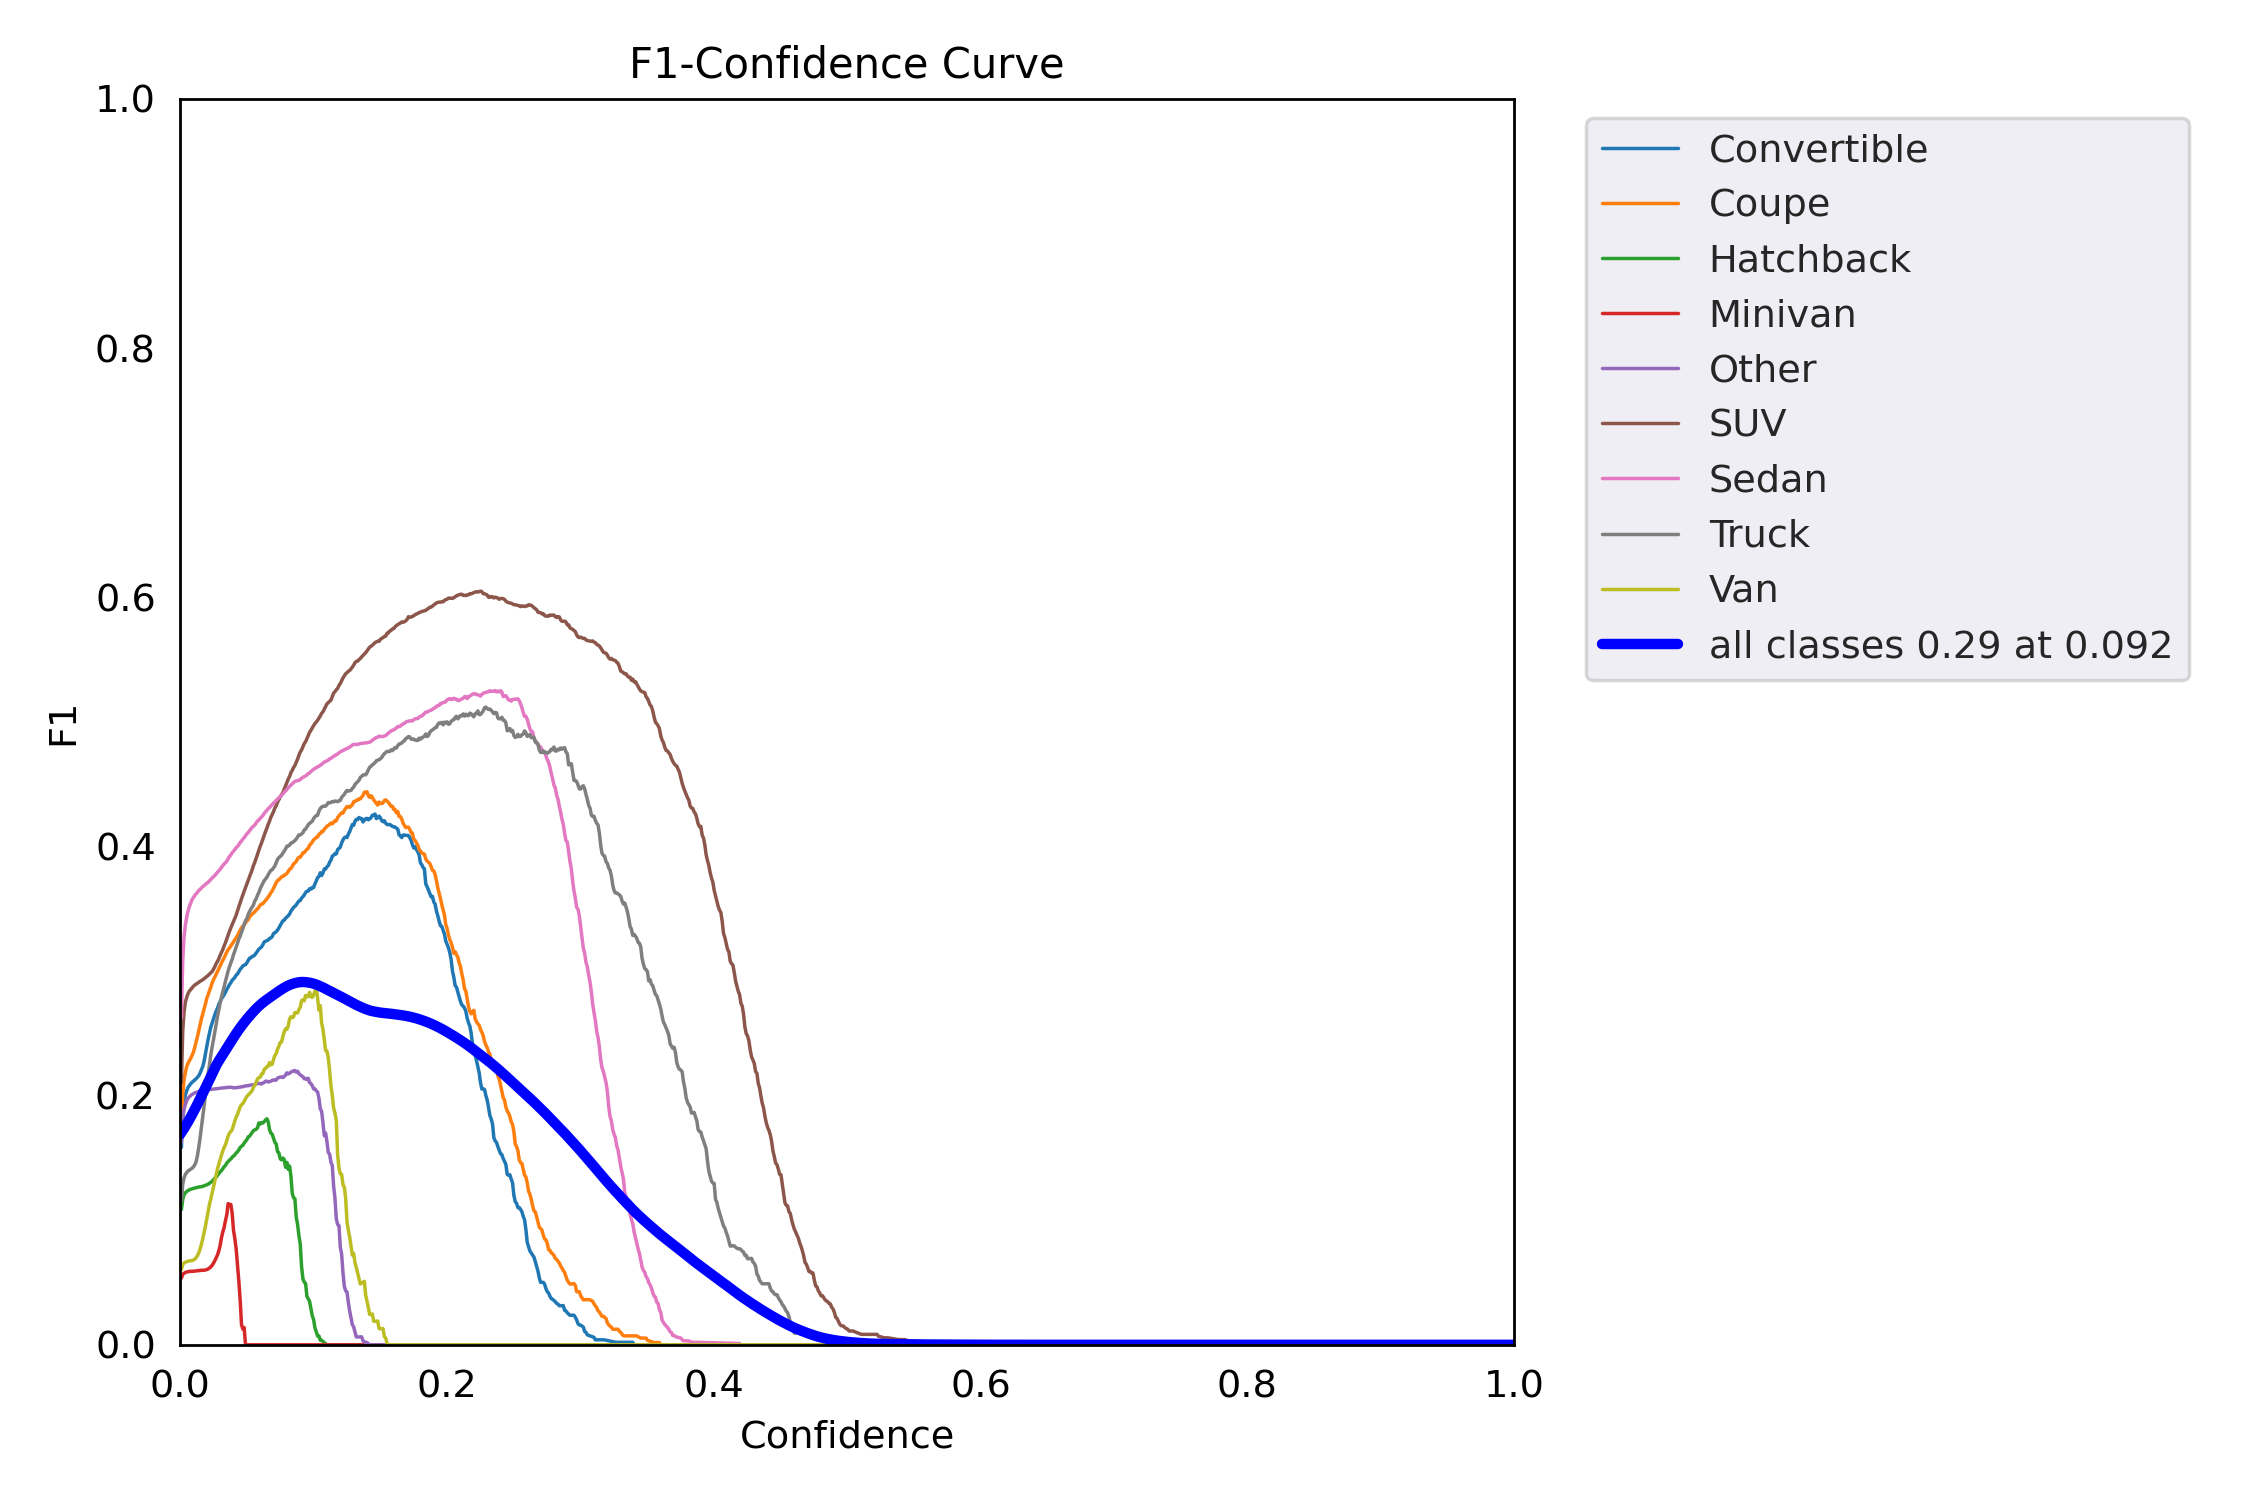 F1-Confidence Curve
1.0
0.8
0.6
0.4
0.2
0.0
F1
0.0 0.2 0.4 0.6 0.8 1.0
Confidence
Convertible
Coupe
Hatchback
Minivan
Other
SUV
Sedan
Truck
Van
all classes 0.29 at 0.092